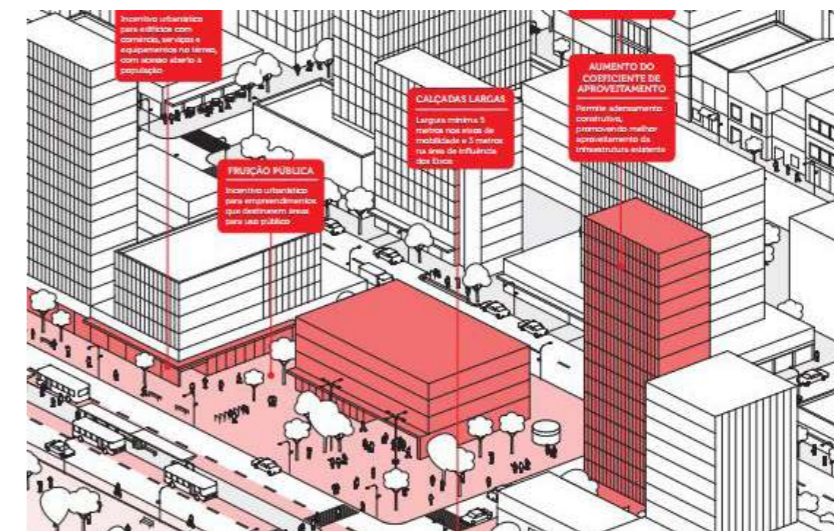 Incentivo urbanístico
para edifícios com
comércio, serviços e
equipamentos no térreo,
com acesso aberto à
população
FRUIÇÃO PÚBLICA
Incentivo urbanístico
para empreendimentos
que destinarem áreas
para uso público
CALÇADAS LARGAS
Largura mínima 5
metros nos eixos de
mobilidade e 3 metros
na área de influência
dos Eixos
AUMENTO DO
COEFICIENTE DE
APROVEITAMENTO
Permite adensamento
construtivo,
promovendo melhor
aproveitamento da
infraestrutura existente